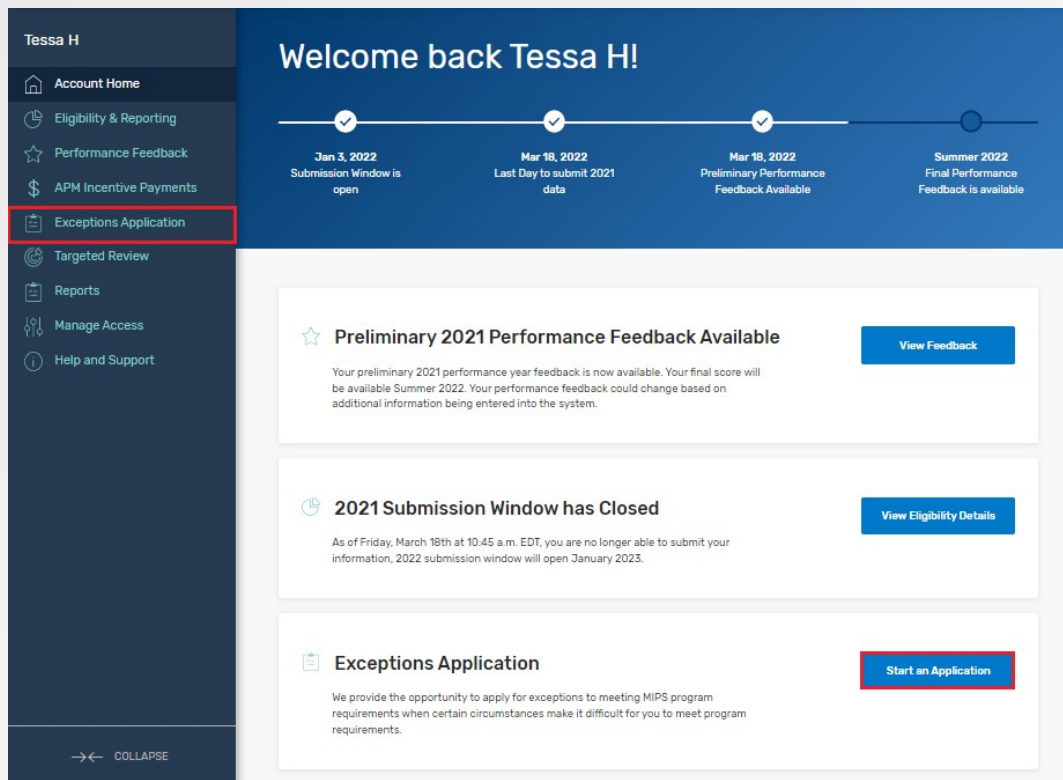 Tessa H
Account Home
Eligibility & Reporting
Performance Feedback
APM Incentive Payments
Exceptions Application
Targeted Review
Reports
Manage Access
Help and Support
COLLAPSE
Welcome back Tessa H!
Jan 3, 2022
Submission Window is
open
Mar 18, 2022
Last Day to submit 2021
data
Mar 18, 2022
Preliminary Performance
Feedback Available
Summer 2022
Final Performance
Feedback is available
Preliminary 2021 Performance Feedback Available
Your preliminary 2021 performance year feedback is now available. Your final score will
be available Summer 2022. Your performance feedback could change based on
additional information being entered into the system.
View Feedback
2021 Submission Window has Closed
As of Friday, March 18th at 10:45 a.m. EDT, you are no longer able to submit your
information, 2022 submission window will open January 2023.
View Eligibility Details
Exceptions Application
We provide the opportunity to apply for exceptions to meeting MIPS program
requirements when certain circumstances make it difficult for you to meet program
requirements.
Start an Application